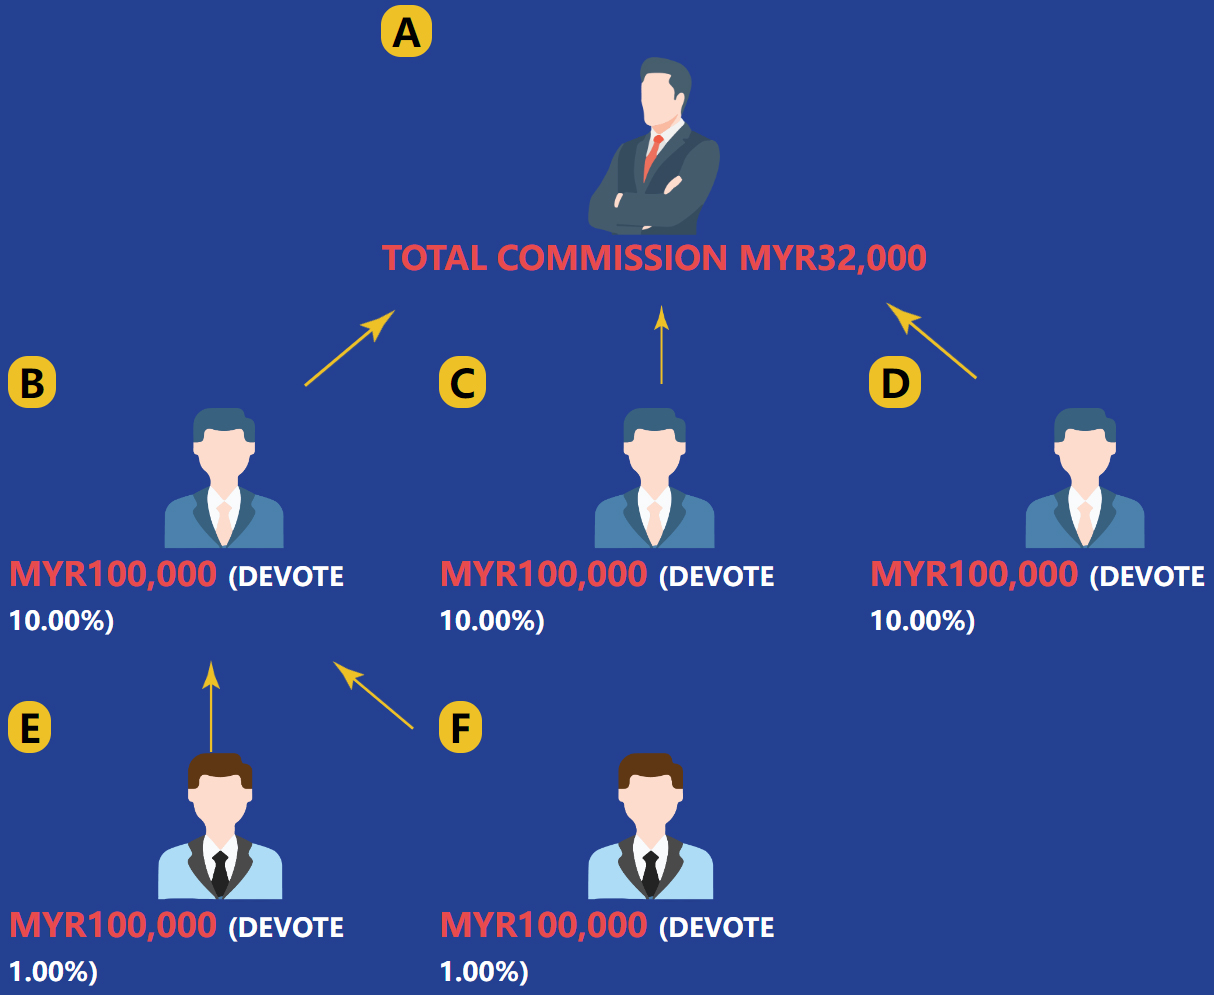 A
TOTAL COMMISSION MYR32,000
B
C
D
MYR100,000 (DEVOTE
10.00%)
MYR100,000 (DEVOTE
10.00%)
MYR100,000 (DEVOTE
10.00%)
E
F
MYR100,000 (DEVOTE
1.00%)
MYR100,000 (DEVOTE
1.00%)